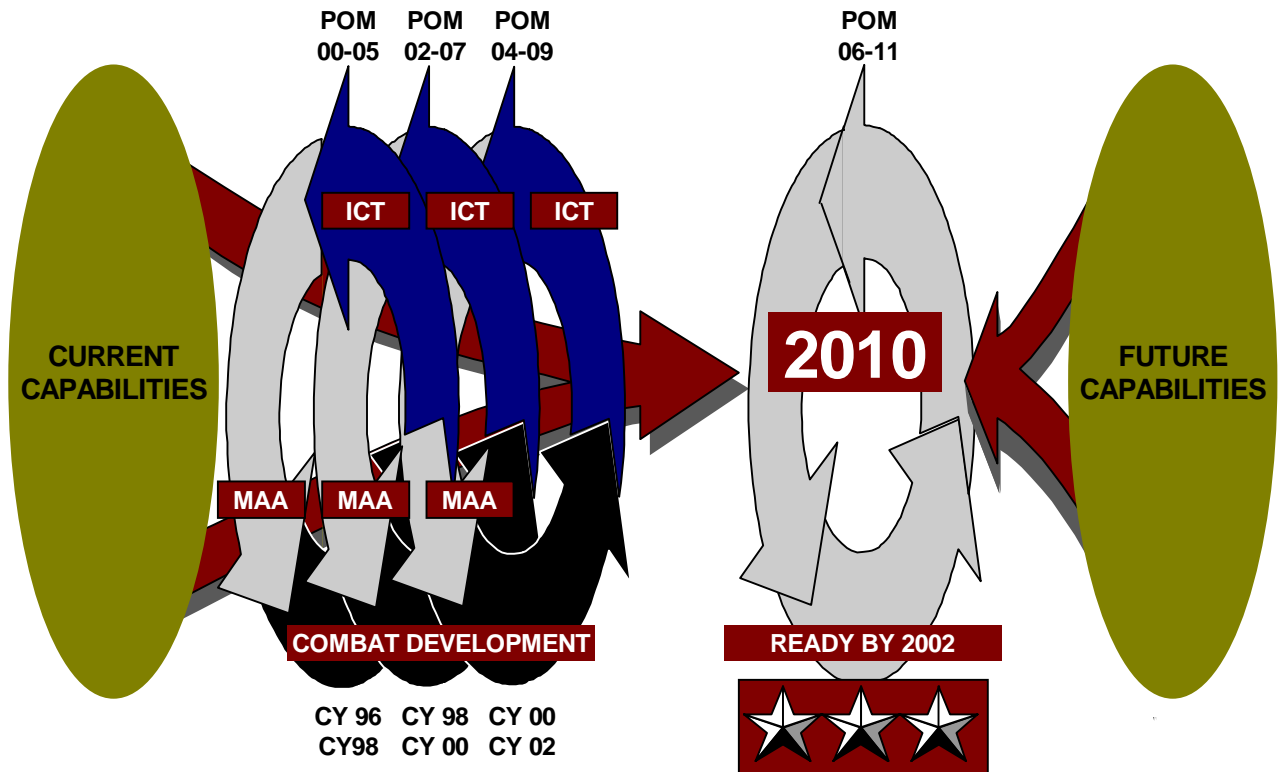 POM POM POM POM
00-05 02-07 04-09 06-11
ICT ICT ICT
2010
CURRENT
CAPABILITIES
FUTURE
CAPABILITIES
MAA MAA MAA
COMBAT DEVELOPMENT
READY BY 2002
CY 96 CY 98 CY 00
CY98 CY 00 CY 02